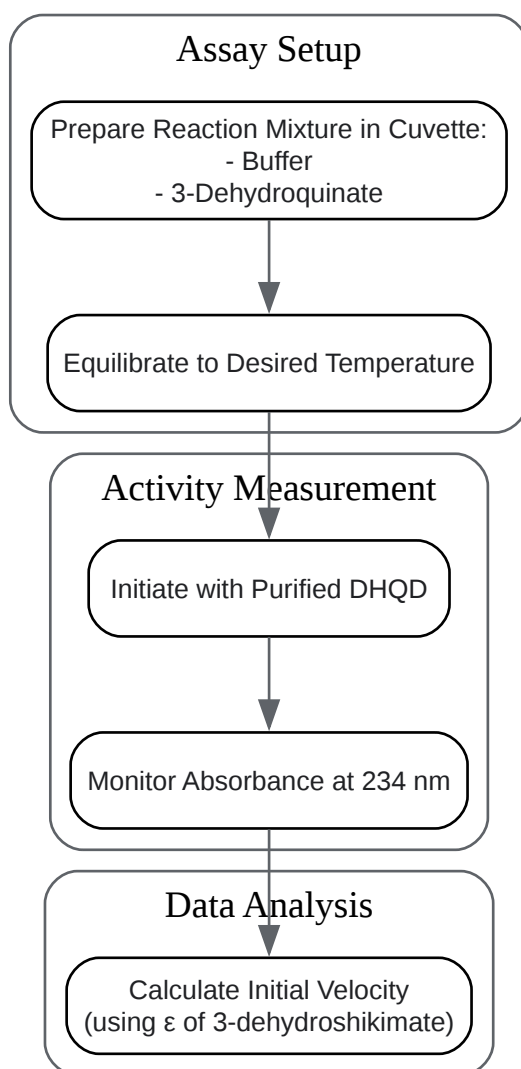 Assay Setup
Prepare Reaction Mixture in Cuvette:
- Buffer
- 3-Dehydroquinate
Equilibrate to Desired Temperature
Activity Measurement
Initiate with Purified DHQD
Monitor Absorbance at 234 nm
Data Analysis
Calculate Initial Velocity
(using ε of 3-dehydroshikimate)